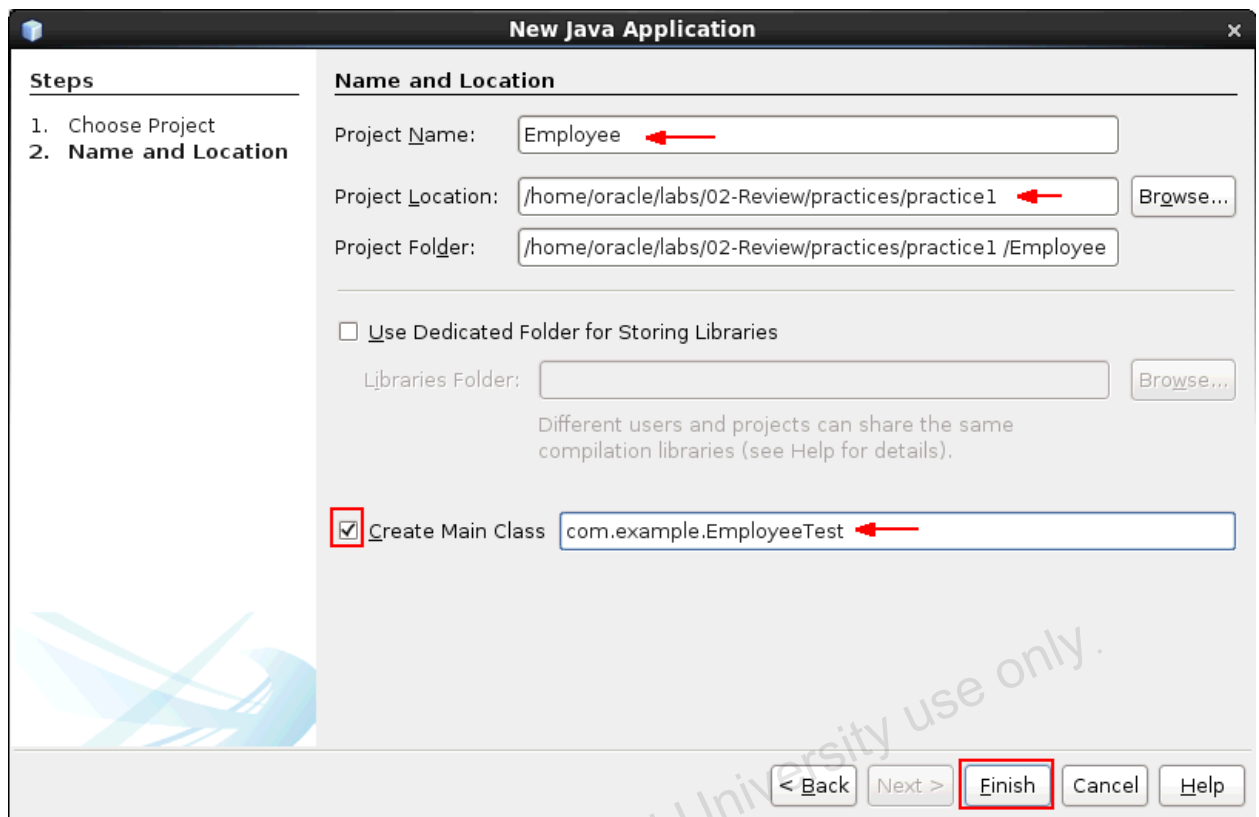 New Java Application
Steps
1. Choose Project
2. Name and Location
Name and Location
Project Name: Employee
Project Location: /home/oracle/labs/02-Review/practices/practice1 Browse...
Project Folder: /home/oracle/labs/02-Review/practices/practice1 /Employee
Use Dedicated Folder for Storing Libraries
Libraries Folder: Browse...
Different users and projects can share the same
compilation libraries (see Help for details).
Create Main Class com.example.EmployeeTest
University use only.
< Back Next > Finish Cancel Help